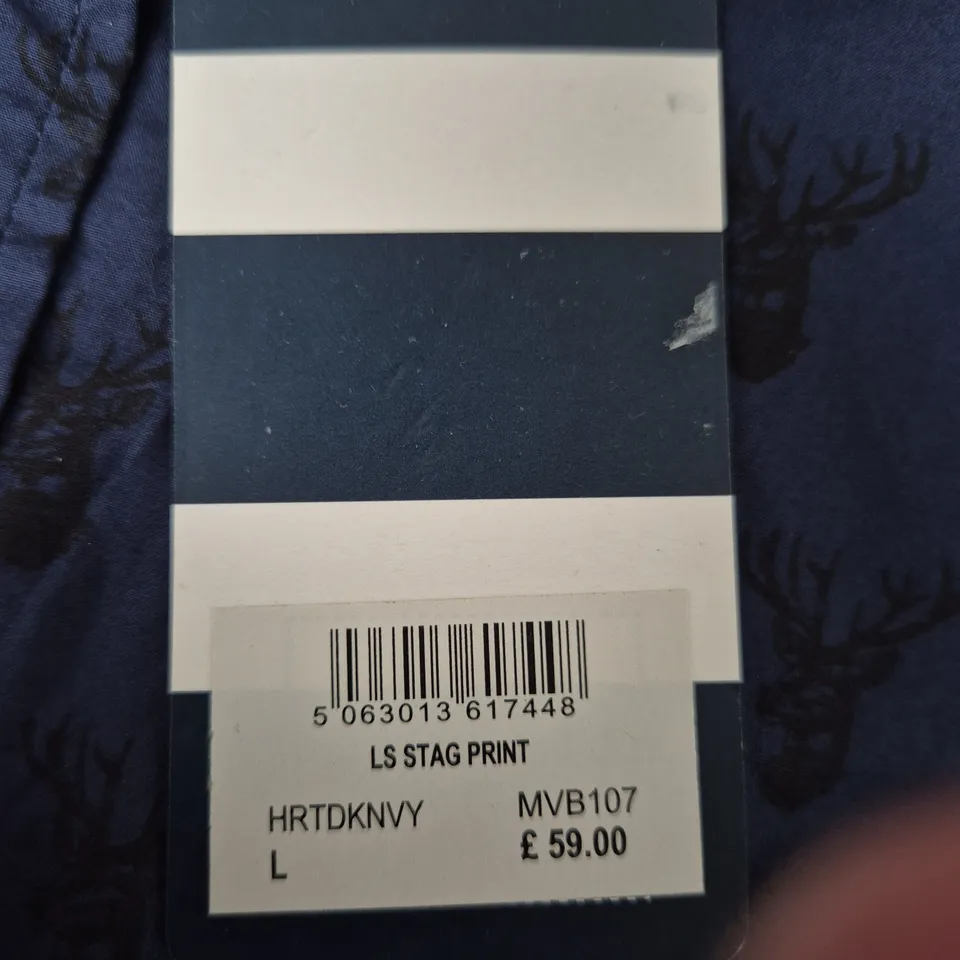 5 063013 617448
LS STAG PRINT
HRTDKNVY MVB107
L £ 59.00